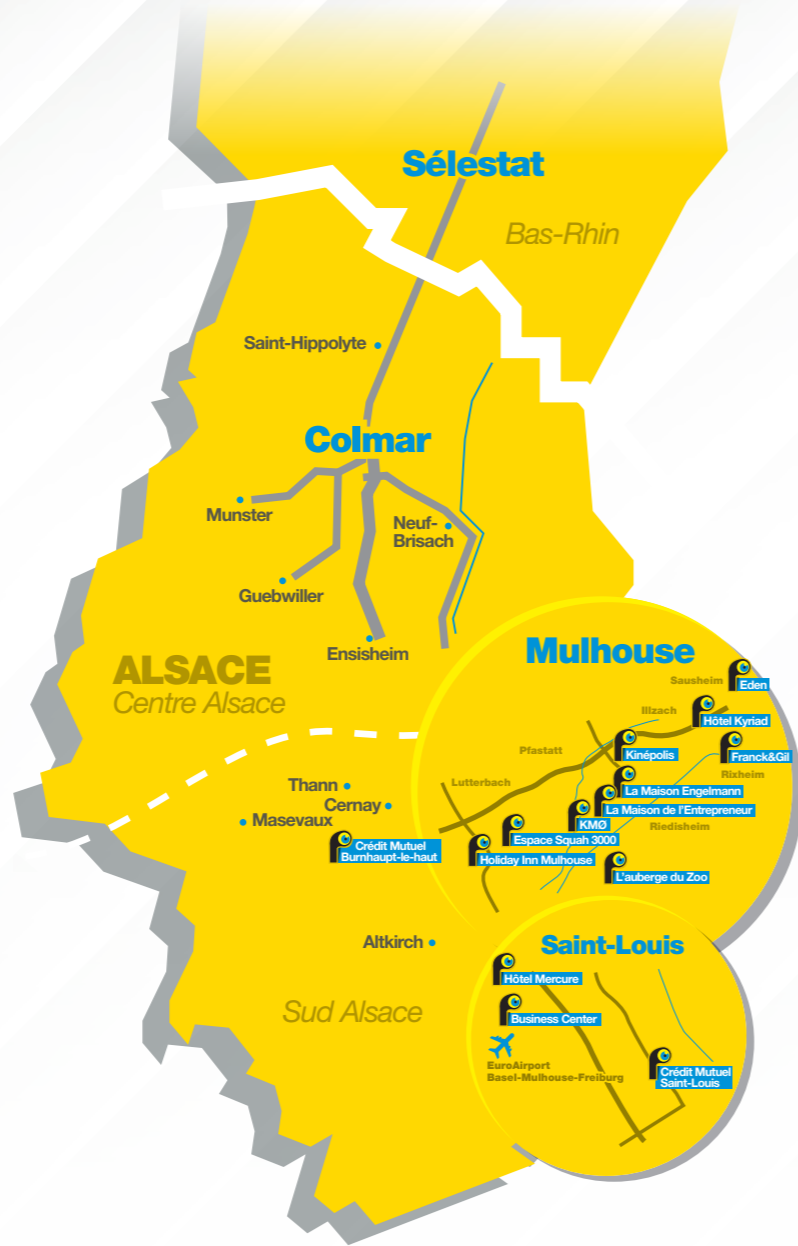 Sélestat
Bas-Rhin
Saint-Hippolyte
Colmar
Munster
Neuf-
Brisach
Guebwiller
Ensisheim
ALSACE
Centre Alsace
Mulhouse
Sausheim
Eden
Illzach
Hôtel Kyriad
Pfastatt
Kinépolis
Franck&Gil
Rixheim
Lutterbach
La Maison Engelmann
La Maison de l'Entrepreneur
KMØ
Riedisheim
Espace Squah 3000
Holiday Inn Mulhouse
L'auberge du Zoo
Thann
Cernay
Masevaux
Crédit Mutuel
Burnhaupt-le-haut
Altkirch
Sud Alsace
Saint-Louis
Hôtel Mercure
Business Center
EuroAirport
Basel-Mulhouse-Freiburg
Crédit Mutuel
Saint-Louis